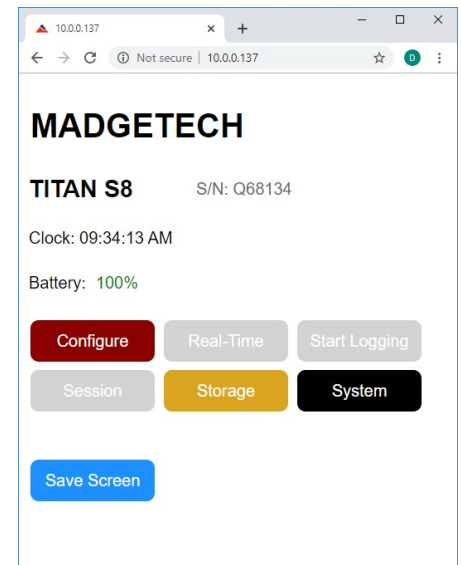 10.0.0.137
Not secure | 10.0.0.137
D
MADGETECH
TITAN S8 S/N: Q68134
Clock: 09:34:13 AM
Battery: 100%
Configure Real-Time Start Logging
Session Storage System
Save Screen